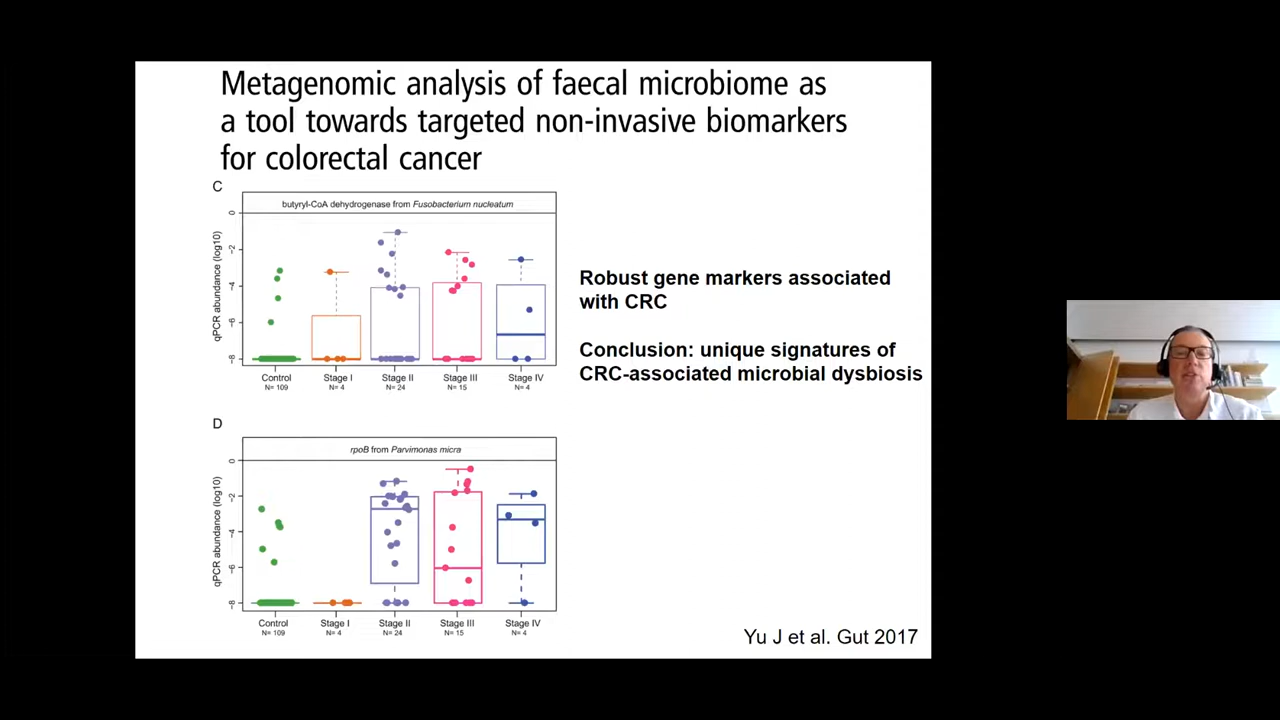 Metagenomic analysis of faecal microbiome as
a tool towards targeted non-invasive biomarkers
for colorectal cancer
C
butyryl-CoA dehydrogenase from Fusobacterium nucleatum
qPCR abundance (log10)
0
-2
-4
-6
-8
Control Stage I Stage II Stage III Stage IV
N= 109 N= 4 N= 24 N= 15 N= 4
Robust gene markers associated
with CRC
Conclusion: unique signatures of
CRC-associated microbial dysbiosis
D
rpoB from Parvimonas micra
qPCR abundance (log10)
0
-2
-4
-6
-8
Control Stage I Stage II Stage III Stage IV
N= 109 N= 4 N= 24 N= 15 N= 4
Yu J et al. Gut 2017